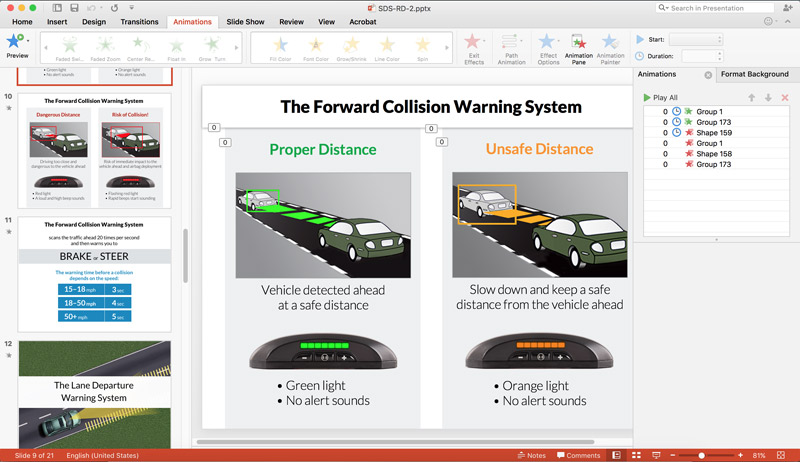 SDS-RD-2.pptx
Search in Presentation
Home
Insert
Design
Transitions
Animations
Slide Show
Review
View
Acrobat
Preview
Faded Swi...
Faded Zoom
Center Re...
Float In
Grow Turn
Fill Color
Font Color
Grow/Shrink
Line Color
Spin
Exit Effects
Path Animation
Effect Options
Animation Pane
Animation Painter
Start:
Duration:
Green light
No alert sounds
Orange light
No alert sounds
10
The Forward Collision Warning System
Dangerous Distance
Risk of Collision!
Driving too close and
dangerous to the vehicle ahead
Risk of immediate impact to the
vehicle ahead and airbag deployment
• Red light
• A loud and high beep sounds
• Flashing red light
• Rapid beeps start sounding
11
The Forward Collision Warning System
scans the traffic ahead 20 times per second
and then warns you to
BRAKE or STEER
The warning time before a collision
depends on the speed:
15–18 mph 3 sec
18–50 mph 4 sec
50+ mph 5 sec
12
The Lane Departure
Warning System
The Forward Collision Warning System
0
0
0
0
Proper Distance
Unsafe Distance
Vehicle detected ahead
at a safe distance
Slow down and keep a safe
distance from the vehicle ahead
• Green light
• No alert sounds
• Orange light
• No alert sounds
Animations
Format Background
Play All
0 Group 1
0 Group 173
0 Shape 159
0 Group 1
0 Shape 158
0 Group 173
Slide 9 of 21
English (United States)
Notes
Comments
81%